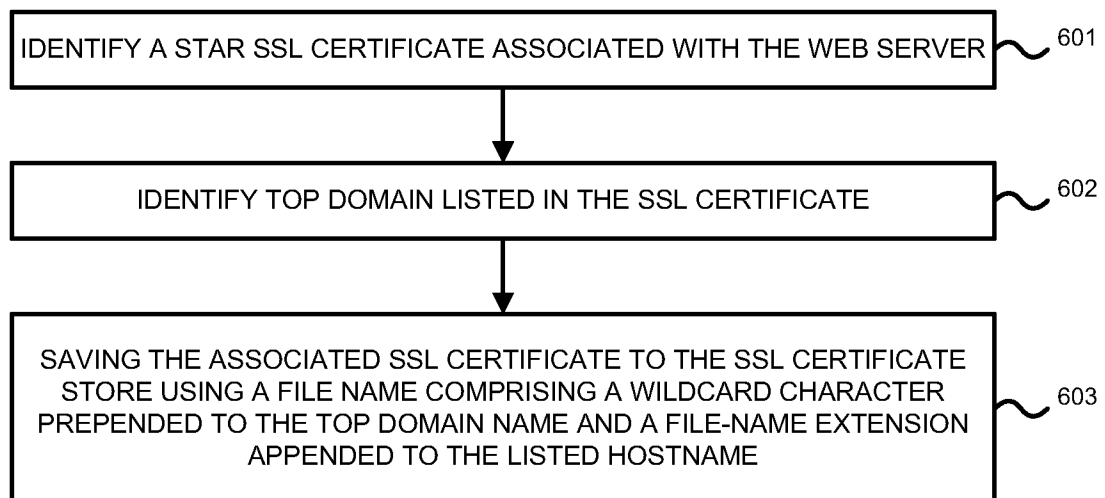 IDENTIFY A STAR SSL CERTIFICATE ASSOCIATED WITH THE WEB SERVER
601
IDENTIFY TOP DOMAIN LISTED IN THE SSL CERTIFICATE
602
SAVING THE ASSOCIATED SSL CERTIFICATE TO THE SSL CERTIFICATE
STORE USING A FILE NAME COMPRISING A WILDCARD CHARACTER
PREPENDED TO THE TOP DOMAIN NAME AND A FILE-NAME EXTENSION
APPENDED TO THE LISTED HOSTNAME
603